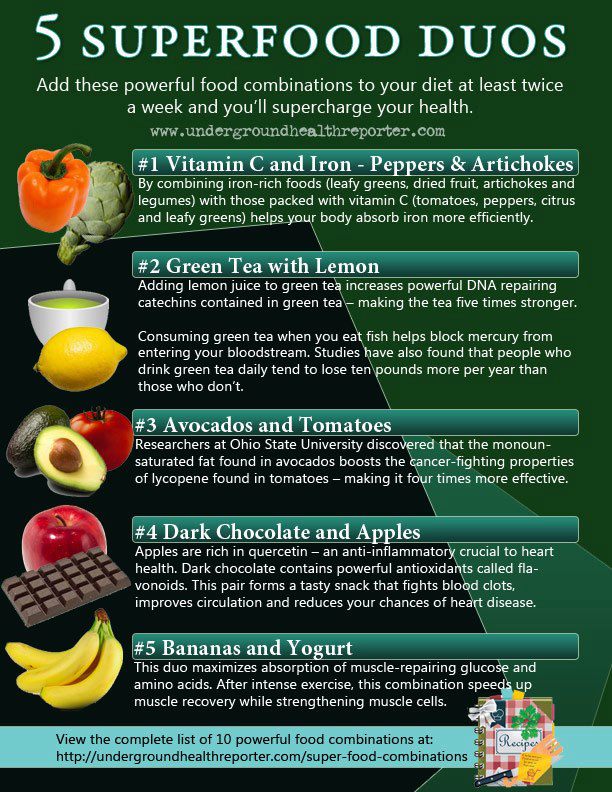 5 SUPERFOOD DUOS
Add these powerful food combinations to your diet at least twice
a week and you'll supercharge your health.
www.undergroundhealthreporter.com
#1 Vitamin C and Iron - Peppers & Artichokes
By combining iron-rich foods (leafy greens, dried fruit, artichokes and
legumes) with those packed with vitamin C (tomatoes, peppers, citrus
and leafy greens) helps your body absorb iron more efficiently.
#2 Green Tea with Lemon
Adding lemon juice to green tea increases powerful DNA repairing
catechins contained in green tea – making the tea five times stronger.
Consuming green tea when you eat fish helps block mercury from
entering your bloodstream. Studies have also found that people who
drink green tea daily tend to lose ten pounds more per year than
those who don't.
#3 Avocados and Tomatoes
Researchers at Ohio State University discovered that the monoun-
saturated fat found in avocados boosts the cancer-fighting properties
of lycopene found in tomatoes – making it four times more effective.
#4 Dark Chocolate and Apples
Apples are rich in quercetin – an anti-inflammatory crucial to heart
health. Dark chocolate contains powerful antioxidants called fla-
vonoids. This pair forms a tasty snack that fights blood clots,
improves circulation and reduces your chances of heart disease.
#5 Bananas and Yogurt
This duo maximizes absorption of muscle-repairing glucose and
amino acids. After intense exercise, this combination speeds up
muscle recovery while strengthening muscle cells.
Recipes
View the complete list of 10 powerful food combinations at:
http://undergroundhealthreporter.com/super-food-combinations